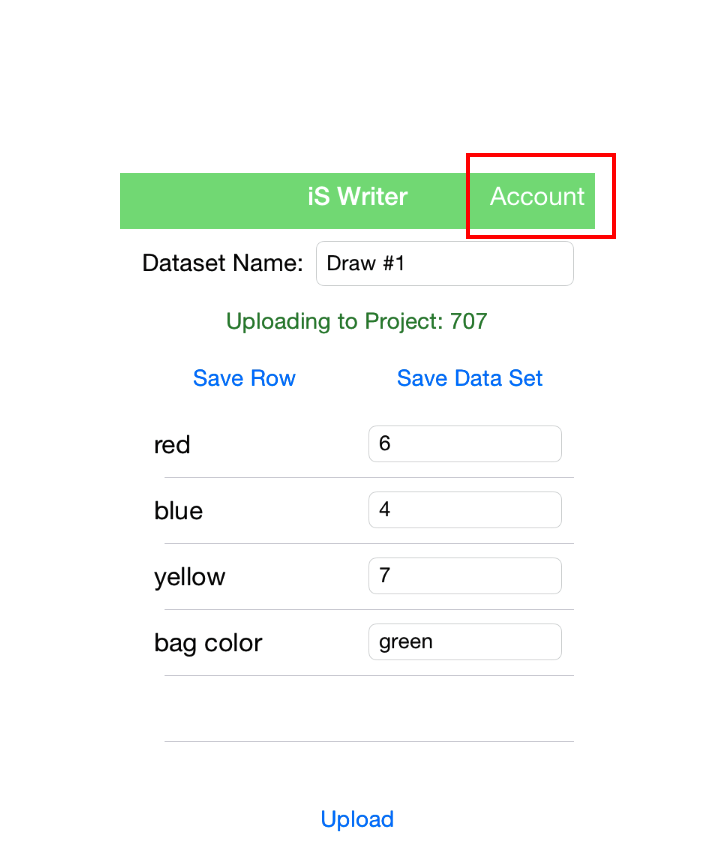 iS Writer Account
Dataset Name: Draw #1
Uploading to Project: 707
Save Row Save Data Set
red 6
blue 4
yellow 7
bag color green
Upload